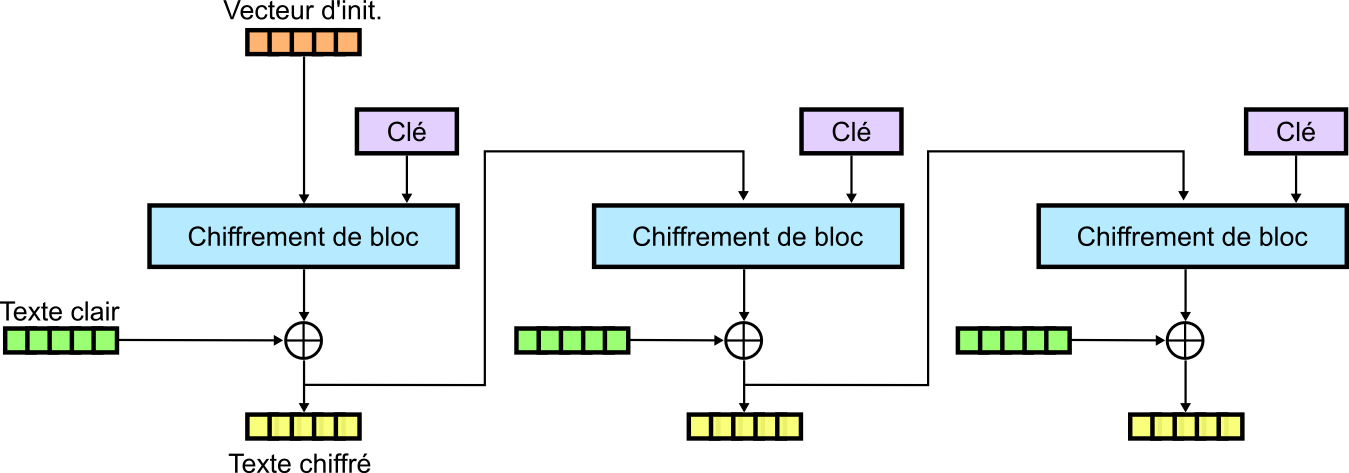 Vecteur d'init.
Clé
Clé
Clé
Chiffrement de bloc
Chiffrement de bloc
Chiffrement de bloc
Texte clair
Texte chiffré